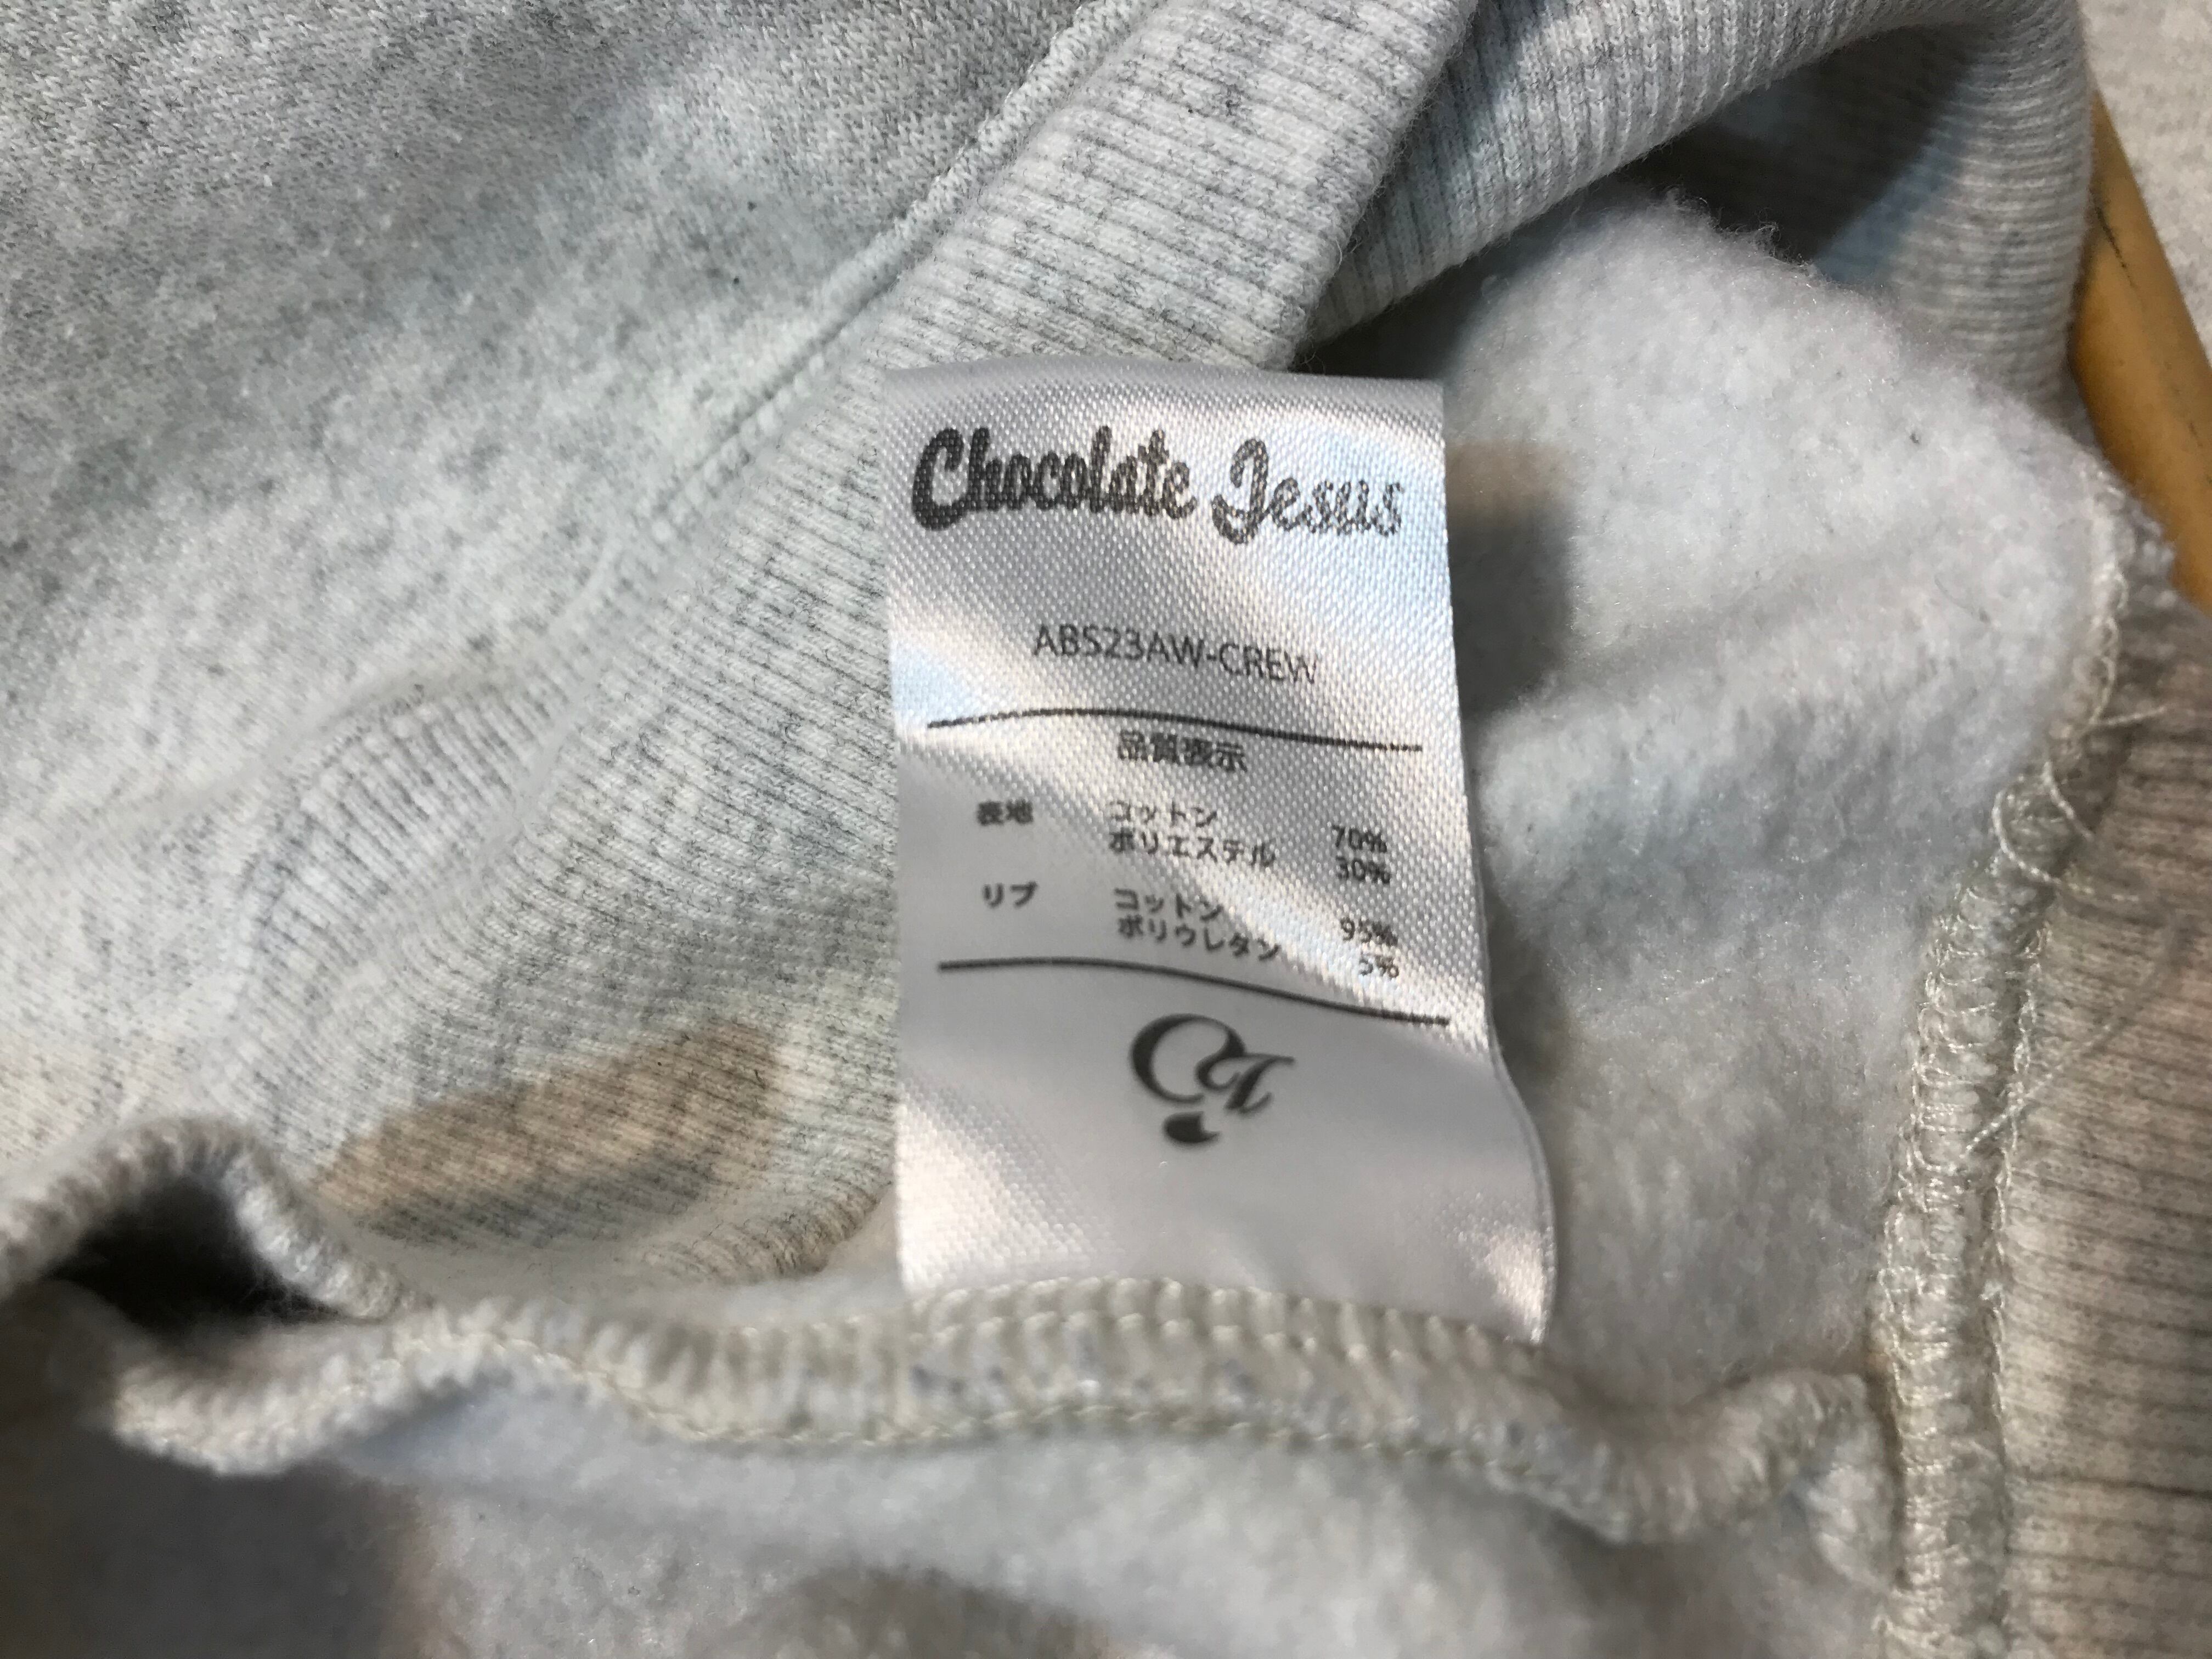 Chocolate Jesus
ABS23AW-CREW
品質表示
表地 コットン 70%
ポリエステル 30%
リブ コットン 95%
ポリウレタン 5%
CJ